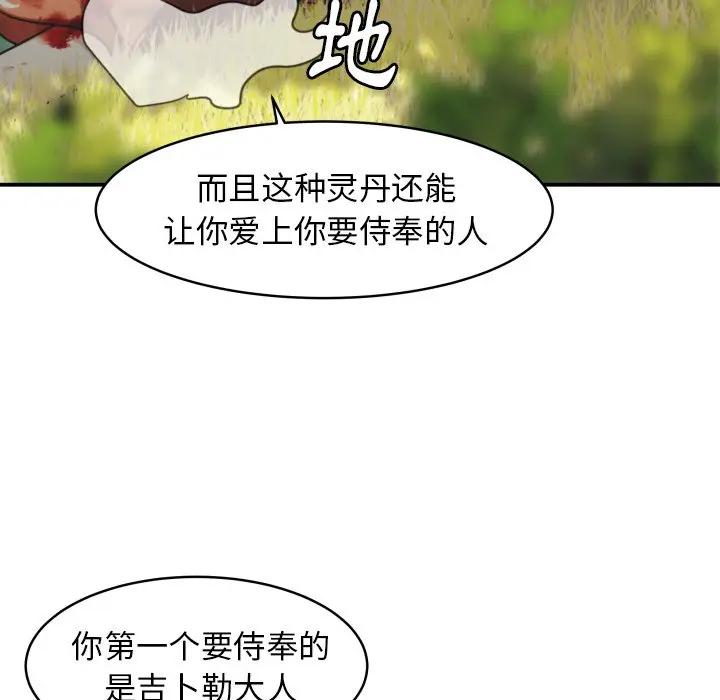 地
而且这种灵丹还能
让你爱上你要侍奉的人
你第一个要侍奉的
是吉卜勒大人